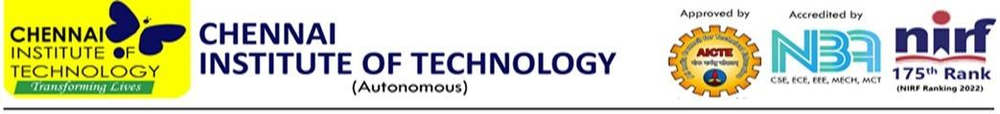 CHENNAI
INSTITUTE OF
TECHNOLOGY
Transforming Lives
CHENNAI
INSTITUTE OF TECHNOLOGY
(Autonomous)
Approved by
AICTE
Accredited by
NBA
CSE, ECE, EEE, MECH, MCT
nirf
175th Rank
(NIRF Ranking 2022)